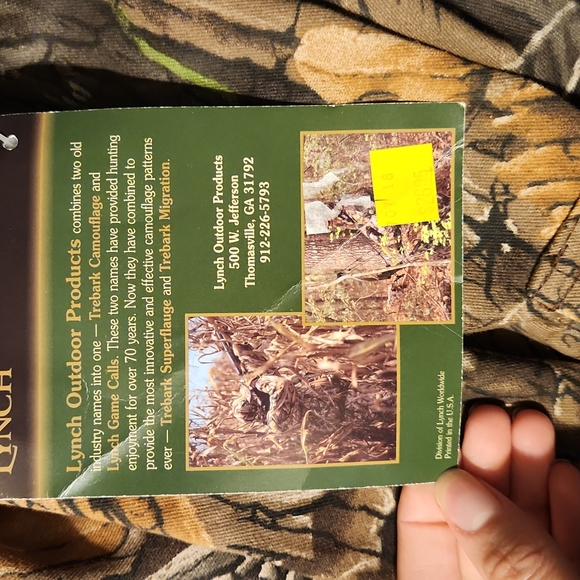 LYNCH
Lynch Outdoor Products combines two old
industry names into one — Trebark Camouflage and
Lynch Game Calls. These two names have provided hunting
enjoyment for over 70 years. Now they have combined to
provide the most innovative and effective camouflage patterns
ever — Trebark Superflauge and Trebark Migration.
Lynch Outdoor Products
500 W. Jefferson
Thomasville, GA 31792
912-226-5793
Division of Lynch Worldwide
Printed in the U.S.A.